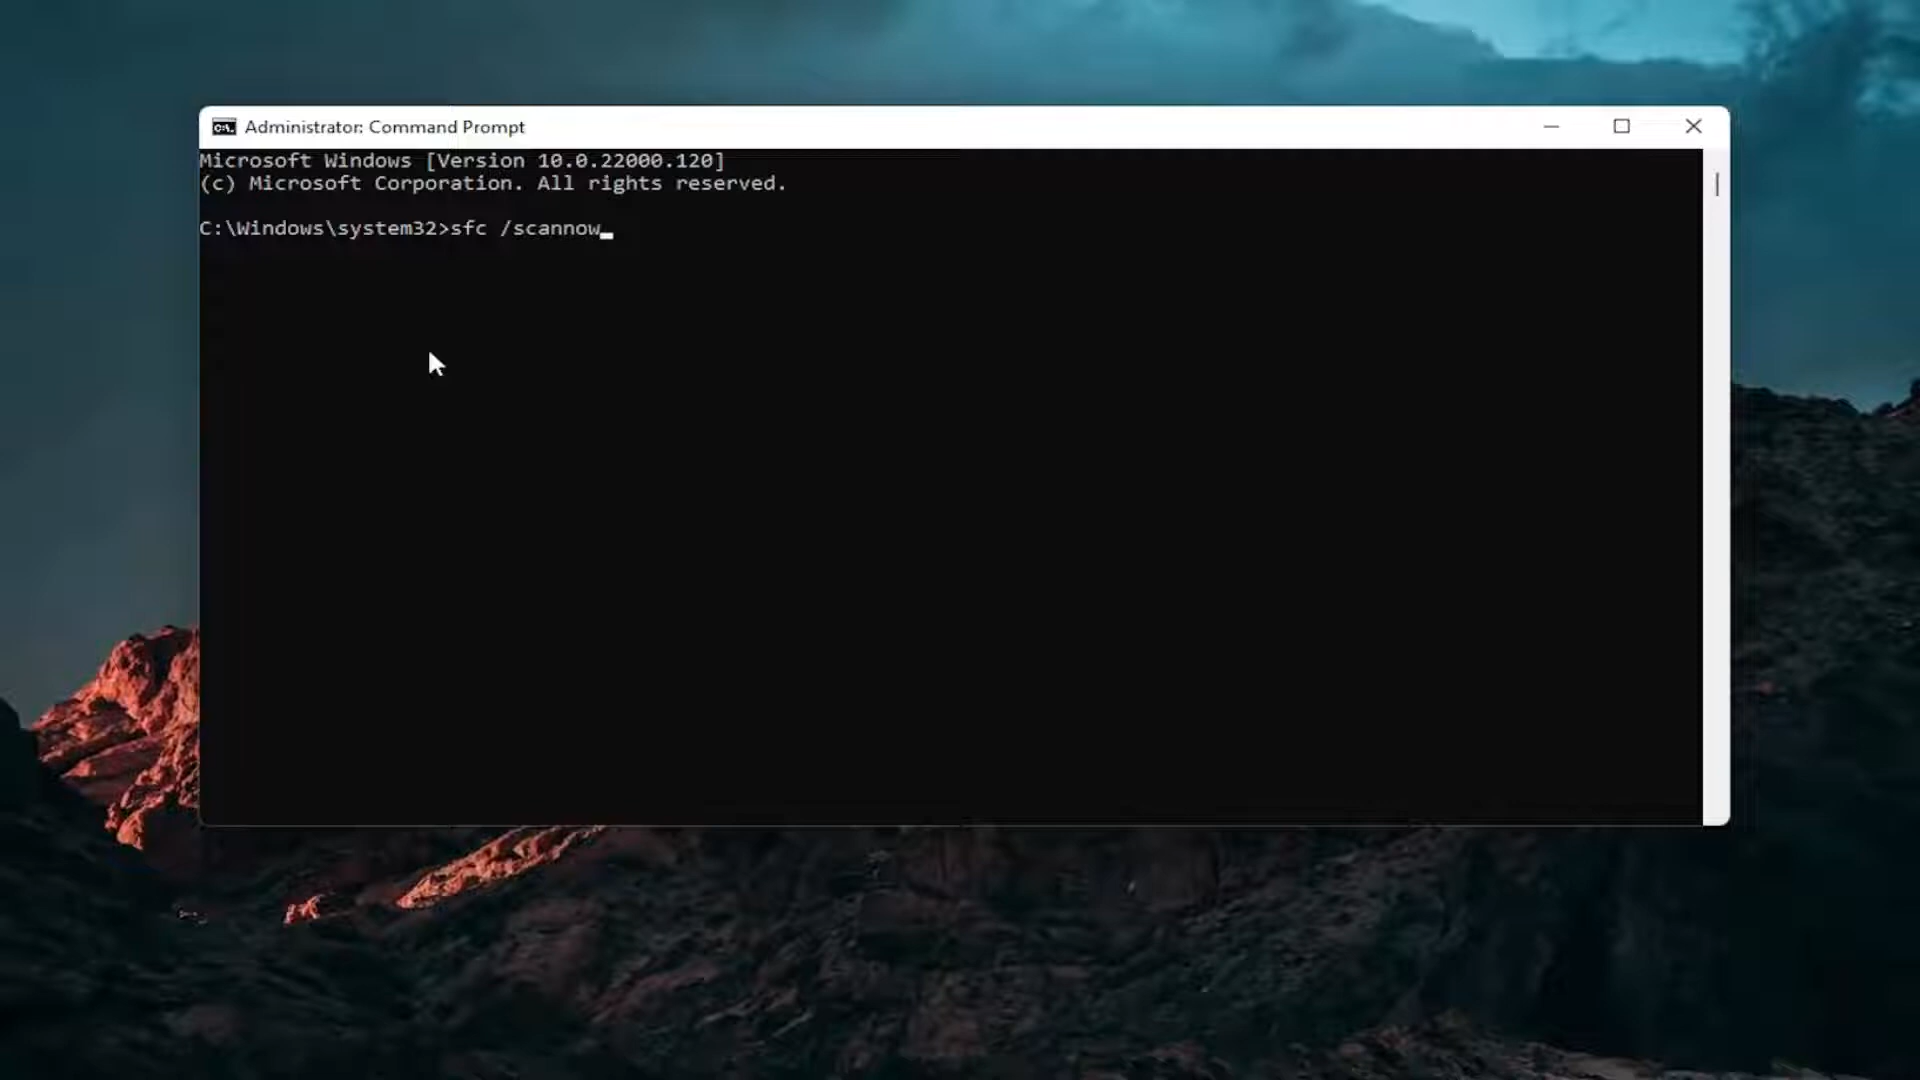 Administrator: Command Prompt
Microsoft Windows [Version 10.0.22000.120]
(c) Microsoft Corporation. All rights reserved.
C:\Windows\system32>sfc /scannow